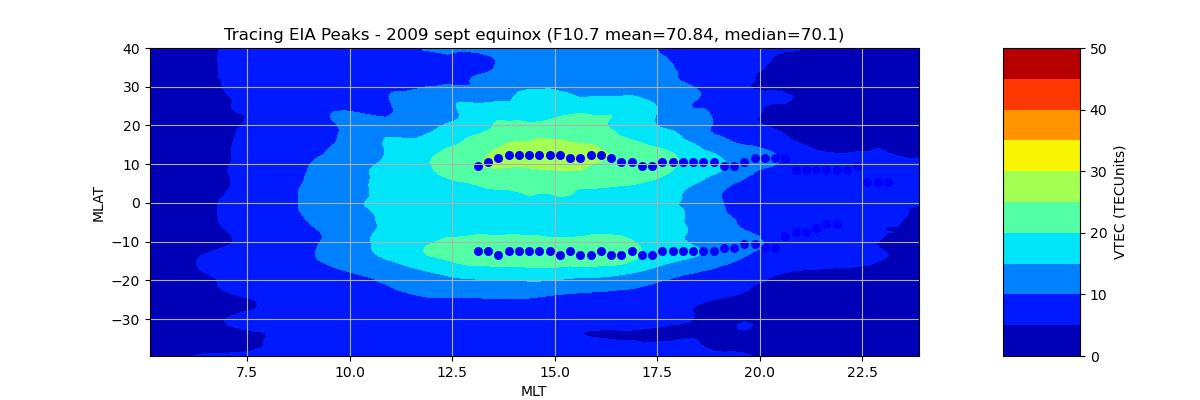 Tracing EIA Peaks - 2009 sept equinox (F10.7 mean=70.84, median=70.1)
40
30
20
10
0
−10
−20
−30
MLAT
7.5 10.0 12.5 15.0 17.5 20.0 22.5
MLT
50
40
30
20
10
0
VTEC (TECUnits)